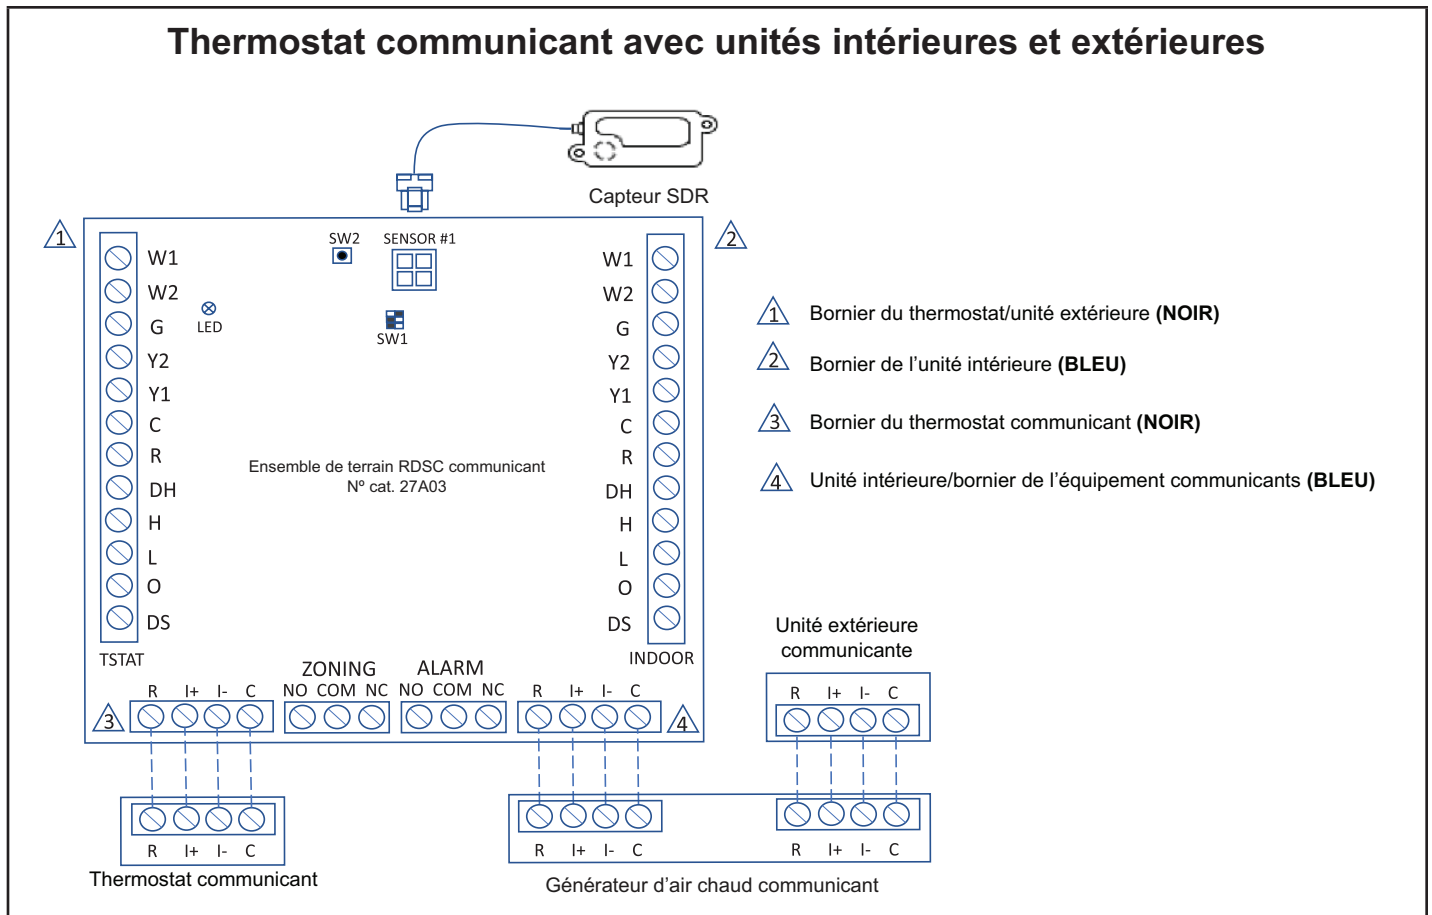 Thermostat communicant avec unités intérieures et extérieures
Capteur SDR
1
2
SW2
SENSOR #1
W1
W2
G
Y2
Y1
C
R
DH
H
L
O
DS
TSTAT
LED
SW1
Ensemble de terrain RDSC communicant
Nº cat. 27A03
W1
W2
G
Y2
Y1
C
R
DH
H
L
O
DS
INDOOR
1 Bornier du thermostat/unité extérieure (NOIR)
2 Bornier de l’unité intérieure (BLEU)
3 Bornier du thermostat communicant (NOIR)
4 Unité intérieure/bornier de l’équipement communicants (BLEU)
ZONING
ALARM
R I+ I- C
NO COM NC
NO COM NC
R I+ I- C
3
4
Unité extérieure
communicante
R I+ I- C
R I+ I- C
Thermostat communicant
R I+ I- C
R I+ I- C
Générateur d’air chaud communicant